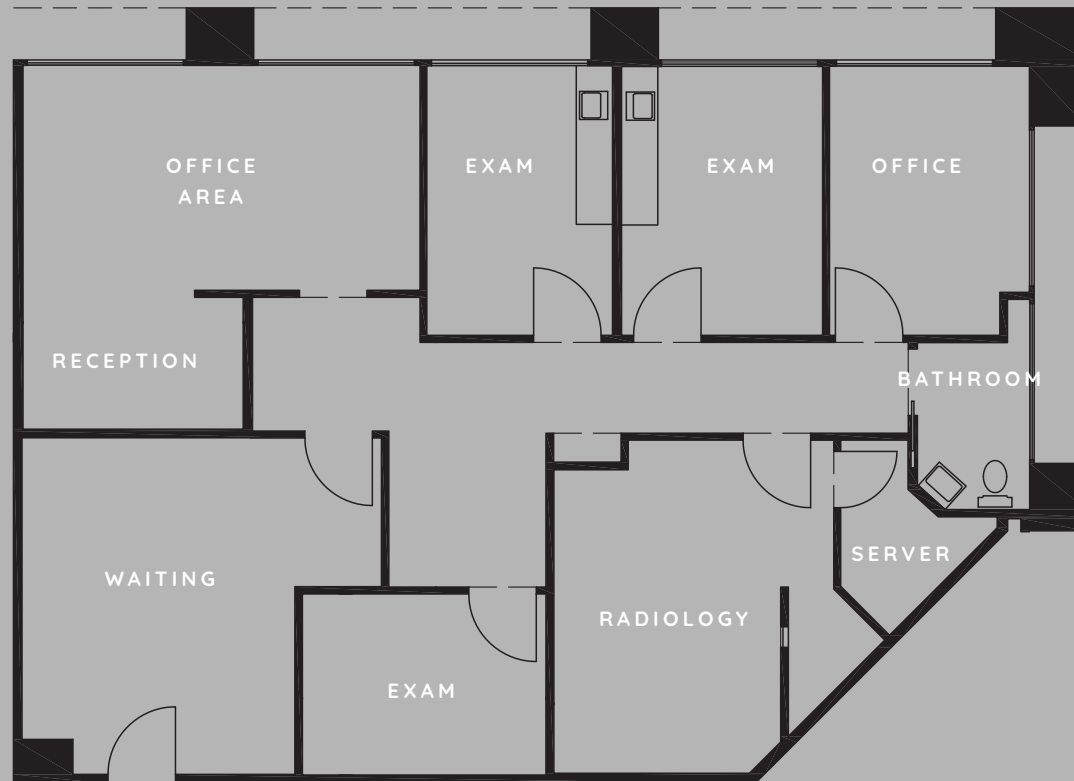 OFFICE
AREA
EXAM
EXAM
OFFICE
RECEPTION
BATHROOM
WAITING
SERVER
RADIOLOGY
EXAM